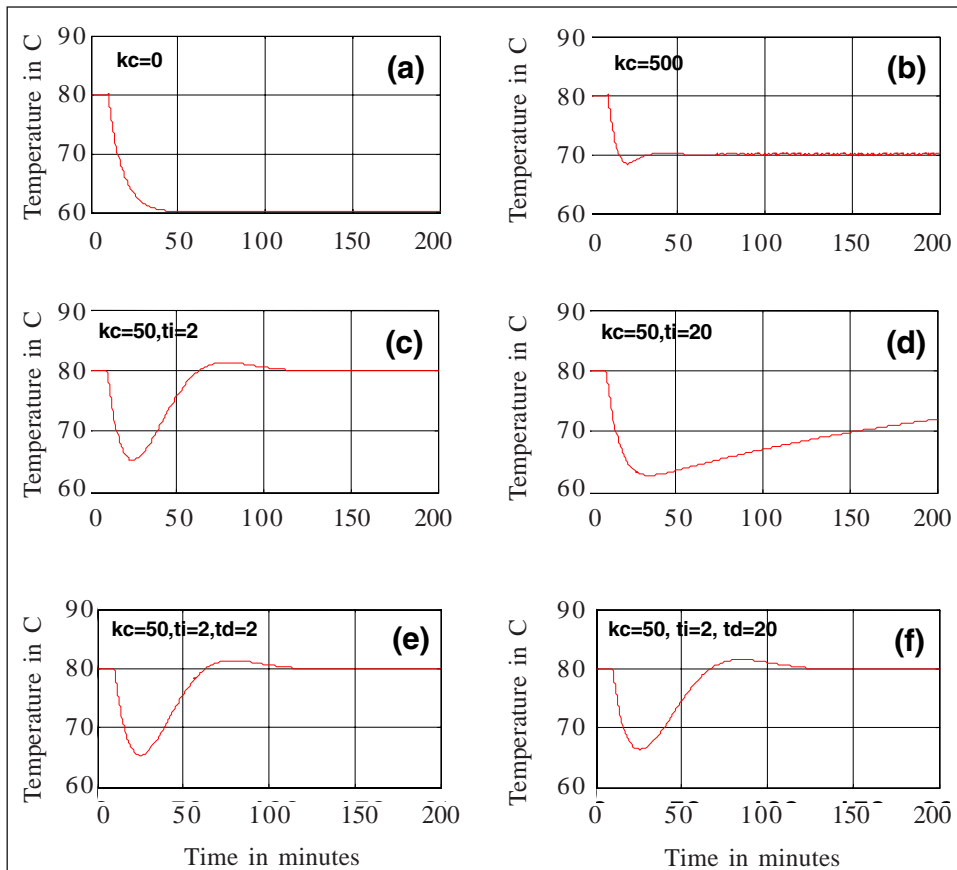 90
80
70
60
Temperature in C
kc=0
(a)
0 50 100 150 200
90
80
70
60
Temperature in C
kc=500
(b)
0 50 100 150 200
90
80
70
60
Temperature in C
kc=50,ti=2
(c)
0 50 100 150 200
90
80
70
60
Temperature in C
kc=50,ti=20
(d)
0 50 100 150 200
90
80
70
60
Temperature in C
kc=50,ti=2,td=2
(e)
0 50 100 150 200
Time in minutes
90
80
70
60
Temperature in C
kc=50, ti=2, td=20
(f)
0 50 100 150 200
Time in minutes